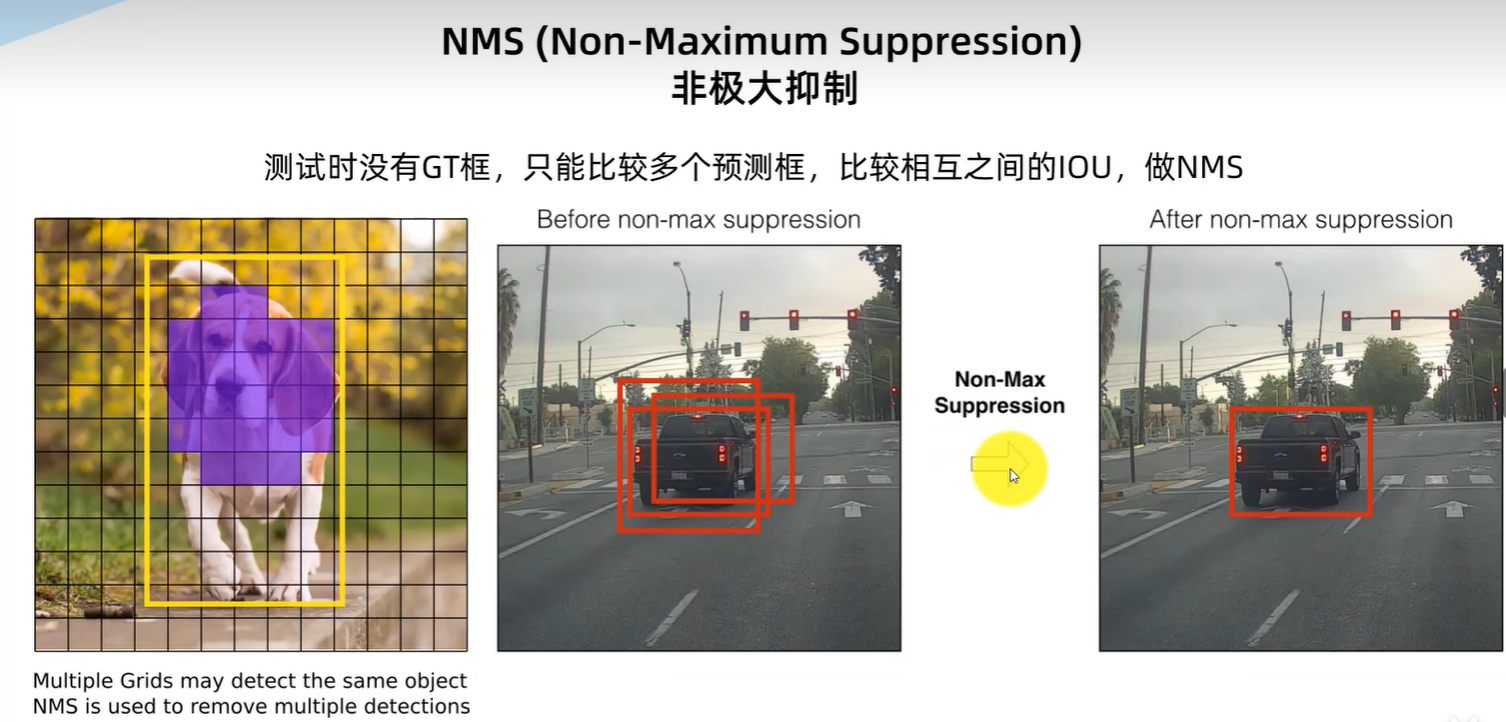 NMS (Non-Maximum Suppression)
非极大抑制
测试时没有GT框，只能比较多个预测框，比较相互之间的IOU，做NMS
Before non-max suppression
After non-max suppression
Non-Max
Suppression
Multiple Grids may detect the same object
NMS is used to remove multiple detections